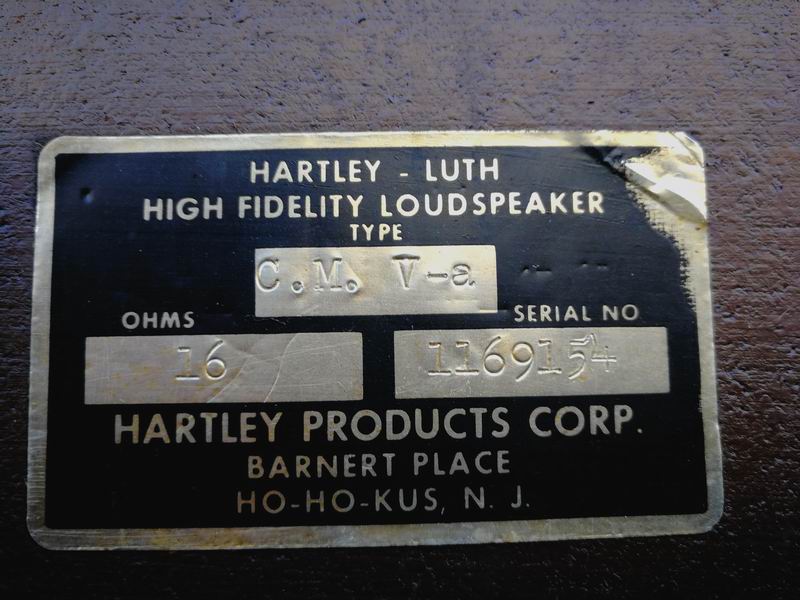 HARTLEY - LUTH
HIGH FIDELITY LOUDSPEAKER
TYPE
C.M. V-a
OHMS SERIAL NO
16 1169154
HARTLEY PRODUCTS CORP.
BARNERT PLACE
HO-HO-KUS, N. J.